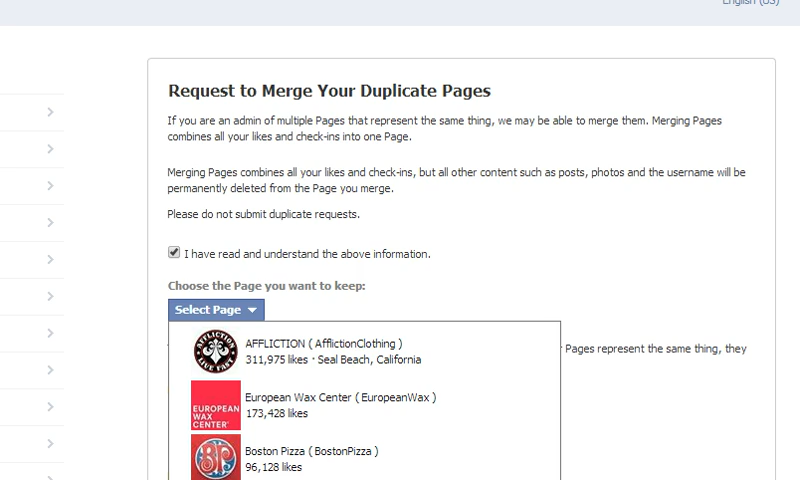 English (US)
Request to Merge Your Duplicate Pages
If you are an admin of multiple Pages that represent the same thing, we may be able to merge them. Merging Pages
combines all your likes and check-ins into one Page.
Merging Pages combines all your likes and check-ins, but all other content such as posts, photos and the username will be
permanently deleted from the Page you merge.
Please do not submit duplicate requests.
I have read and understand the above information.
Choose the Page you want to keep:
Select Page
AFFLICTION
LIVE FAST
AFFLICTION ( AfflictionClothing )
311,975 likes · Seal Beach, California
Pages represent the same thing, they
EUROPEAN
WAX
CENTER
European Wax Center ( EuropeanWax )
173,428 likes
BP
Boston Pizza ( BostonPizza )
96,128 likes